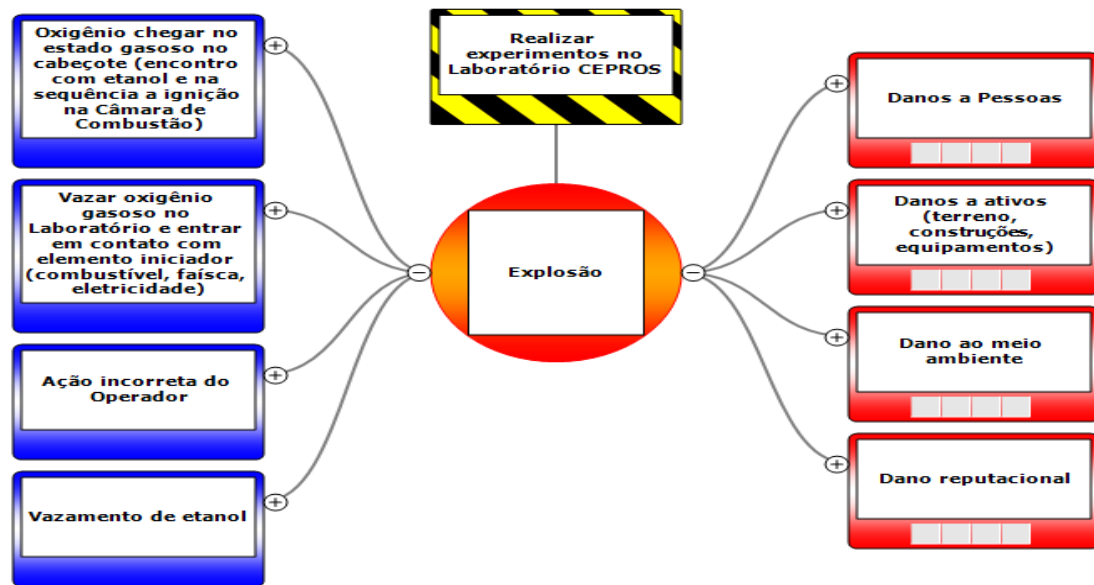 Oxigênio chegar no
estado gasoso no
cabeçote (encontro
com etanol e na
sequência a ignição
na Câmara de
Combustão)
Vazar oxigênio
gasoso no
Laboratório e entrar
em contato com
elemento iniciador
(combustível, faísca,
eletricidade)
Ação incorreta do
Operador
Vazamento de etanol
Realizar
experimentos no
Laboratório CEPROS
Explosão
Danos a Pessoas
Danos a ativos
(terreno,
construções,
equipamentos)
Dano ao meio
ambiente
Dano reputacional